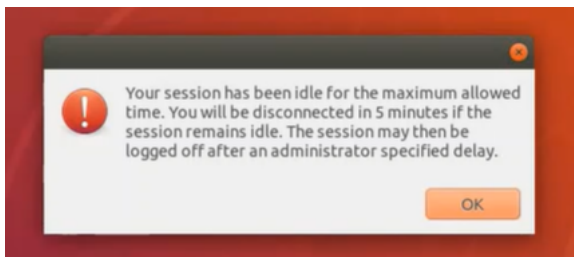 Your session has been idle for the maximum allowed
time. You will be disconnected in 5 minutes if the
session remains idle. The session may then be
logged off after an administrator specified delay.
OK